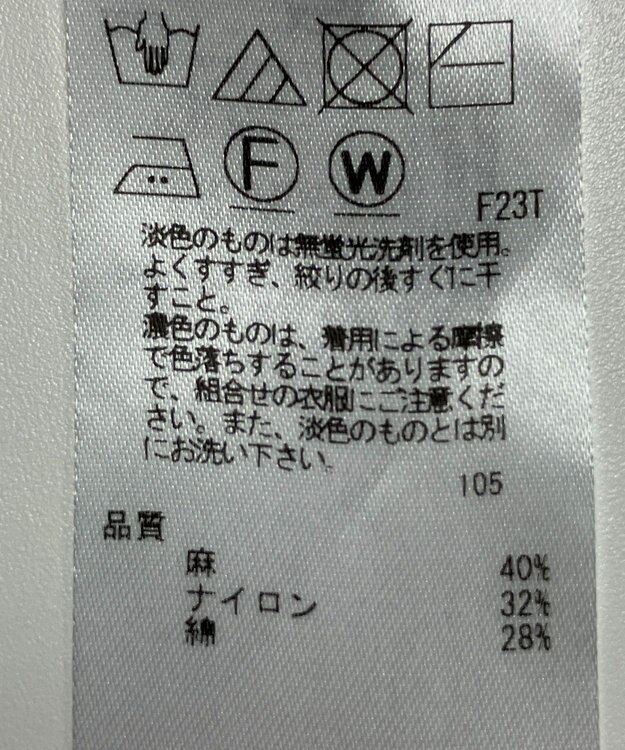 F
W
F23T
淡色のものは無蛍光洗剤を使用。
よくすすぎ、絞りの後すぐに干
すこと。
濃色のものは、着用による摩擦
で色落ちすることがありますの
で、組合せの衣服にご注意くだ
さい。また、淡色のものとは別
にお洗い下さい。
105
品質
麻 40%
ナイロン 32%
綿 28%